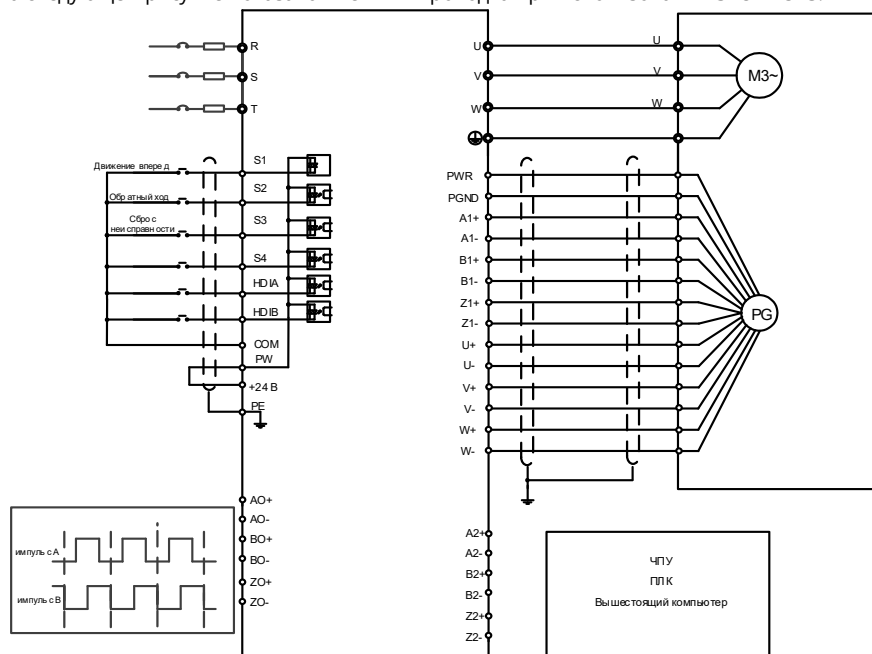 R
S
T
U
V
W
U
V
W
M3~
Движение вперед
Обратный ход
Сброс
неисправности
S1
S2
S3
S4
HDIA
HDIB
COM
PW
+24 В
PE
PWR
PGND
A1+
A1-
B1+
B1-
Z1+
Z1-
U+
U-
V+
V-
W+
W-
PG
AO+
AO-
BO+
BO-
ZO+
ZO-
импульс А
импульс В
A2+
A2-
B2+
B2-
Z2+
Z2-
ЧПУ
ПЛК
Вышестоящий компьютер